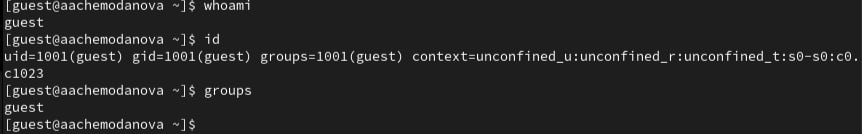 [guest@aachemodanova ~]$ whoami
guest
[guest@aachemodanova ~]$ id
uid=1001(guest) gid=1001(guest) groups=1001(guest) context=unconfined_u:unconfined_r:unconfined_t:s0-s0:c0.
c1023
[guest@aachemodanova ~]$ groups
guest
[guest@aachemodanova ~]$